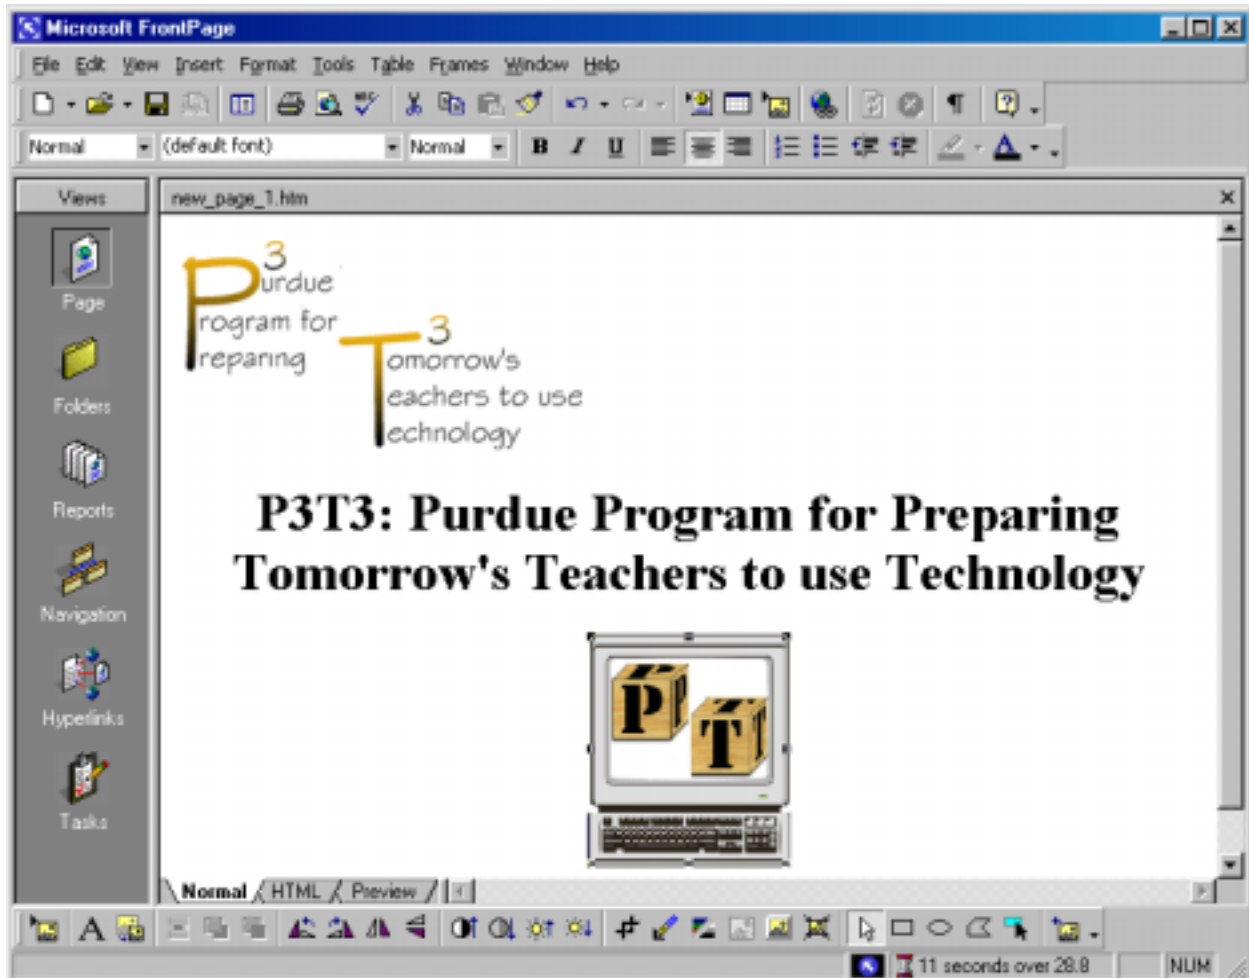 Microsoft FrontPage
File Edit View Insert Format Tools Table Frames Window Help
Normal (default font) Normal B I U A
Views new_page_1.htm
Page
Folders
Reports
Navigation
Hyperlinks
Tasks
P3
urdue
rogram for
reparing
T3
omorrow's
eachers to use
echnology
P3T3: Purdue Program for Preparing
Tomorrow's Teachers to use Technology
P
T
Normal HTML Preview
A
11 seconds over 28.8 NUM